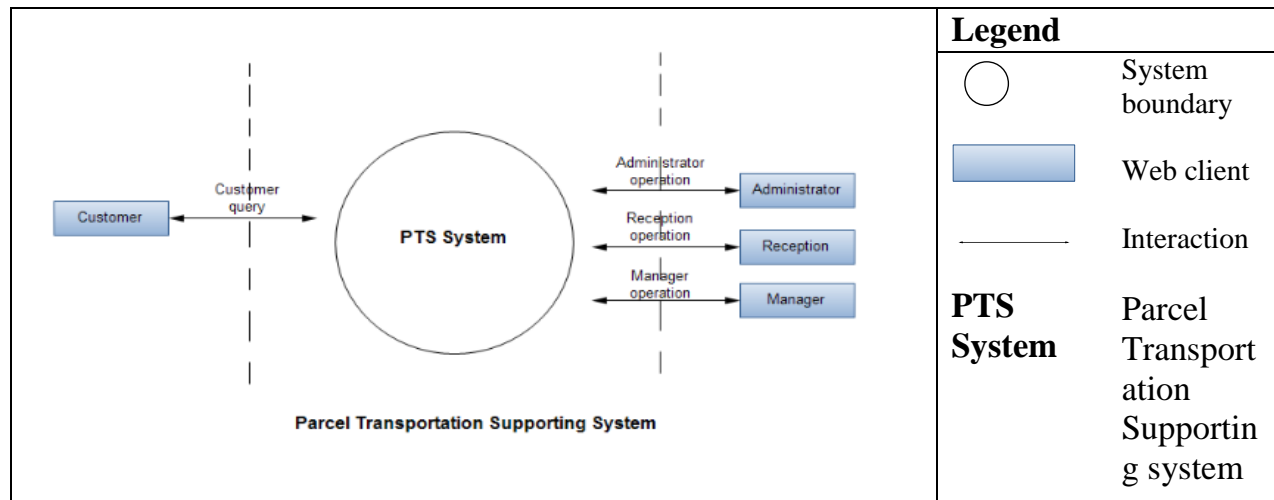 Customer
Customer
query
PTS System
Administrator
operation
Administrator
Reception
operation
Reception
Manager
operation
Manager
Parcel Transportation Supporting System
Legend
System
boundary
Web client
Interaction
PTS
System
Parcel
Transport
ation
Supportin
g system